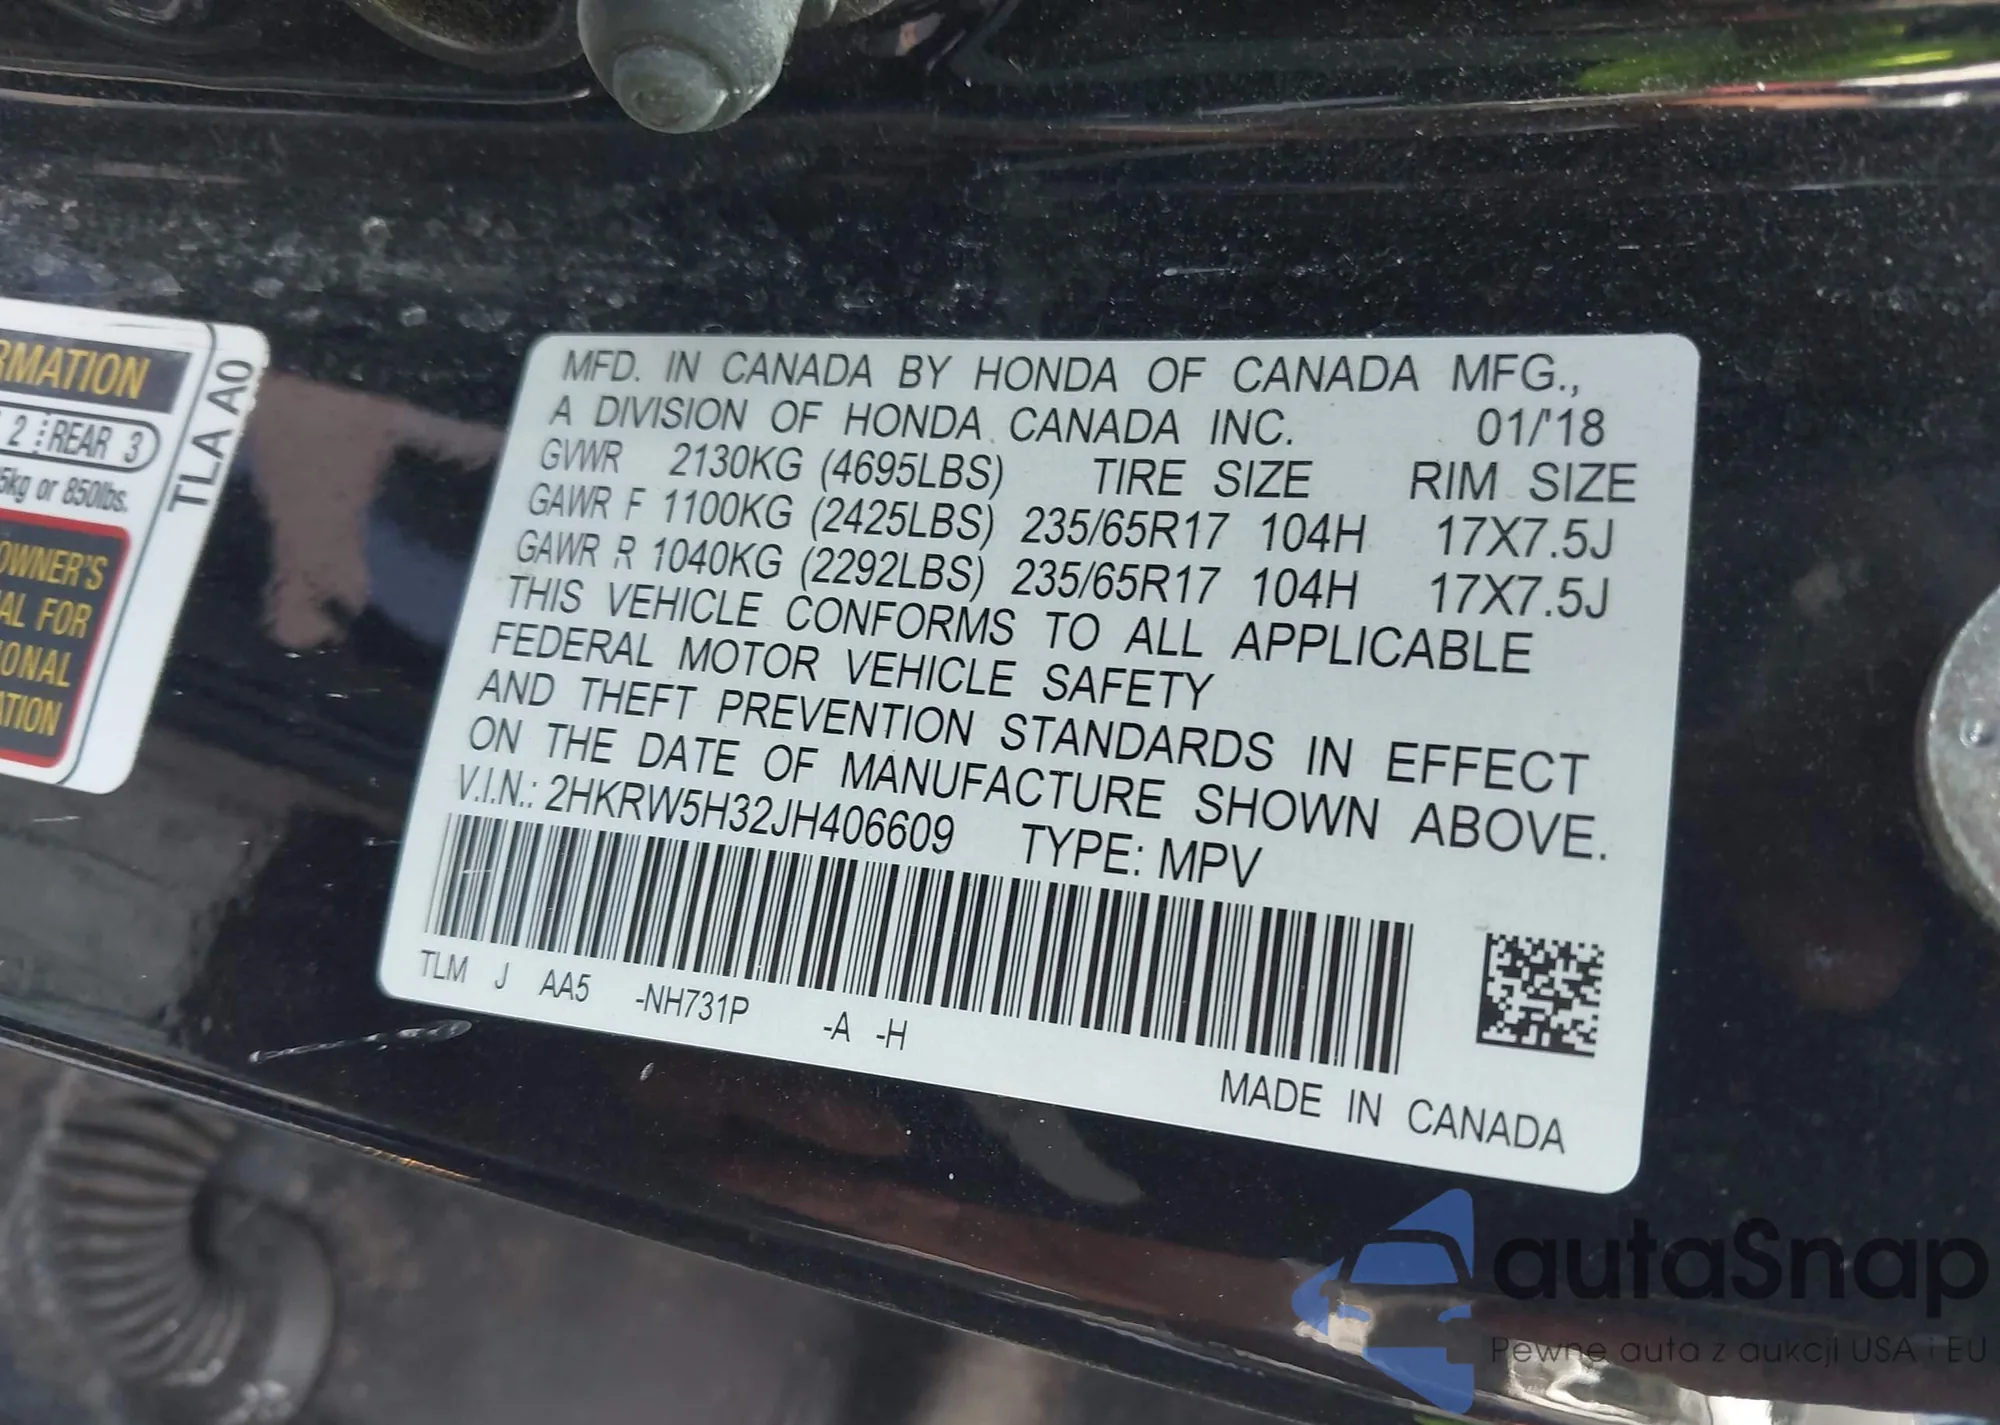 RMATION
2 REAR 3
5kg or 850lbs.
OWNER'S
AL FOR
IONAL
ATION
TLA A0
MFD. IN CANADA BY HONDA OF CANADA MFG.,
A DIVISION OF HONDA CANADA INC. 01/'18
GVWR 2130KG (4695LBS) TIRE SIZE RIM SIZE
GAWR F 1100KG (2425LBS) 235/65R17 104H 17X7.5J
GAWR R 1040KG (2292LBS) 235/65R17 104H 17X7.5J
THIS VEHICLE CONFORMS TO ALL APPLICABLE
FEDERAL MOTOR VEHICLE SAFETY
AND THEFT PREVENTION STANDARDS IN EFFECT
ON THE DATE OF MANUFACTURE SHOWN ABOVE.
V.I.N.: 2HKRW5H32JH406609 TYPE: MPV
TLM J AA5 -NH731P -A -H
MADE IN CANADA
autaSnap
Pewne auta z aukcji USA i EU